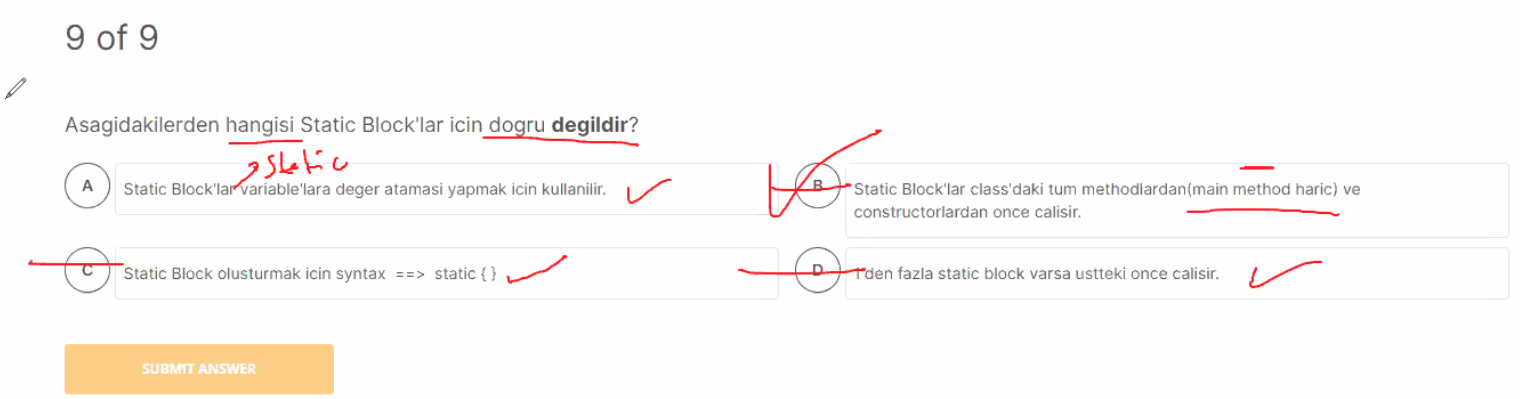 9 of 9
Asagidakilerden hangisi Static Block'lar icin dogru degildir?
static
A
Static Block'lar variable'lara deger atamasi yapmak icin kullanilir.
B
Static Block'lar class'daki tum methodlardan(main method haric) ve
constructorlardan once calisir.
C
Static Block olusturmak icin syntax ==> static { }
D
1'den fazla static block varsa ustteki once calisir.
SUBMIT ANSWER